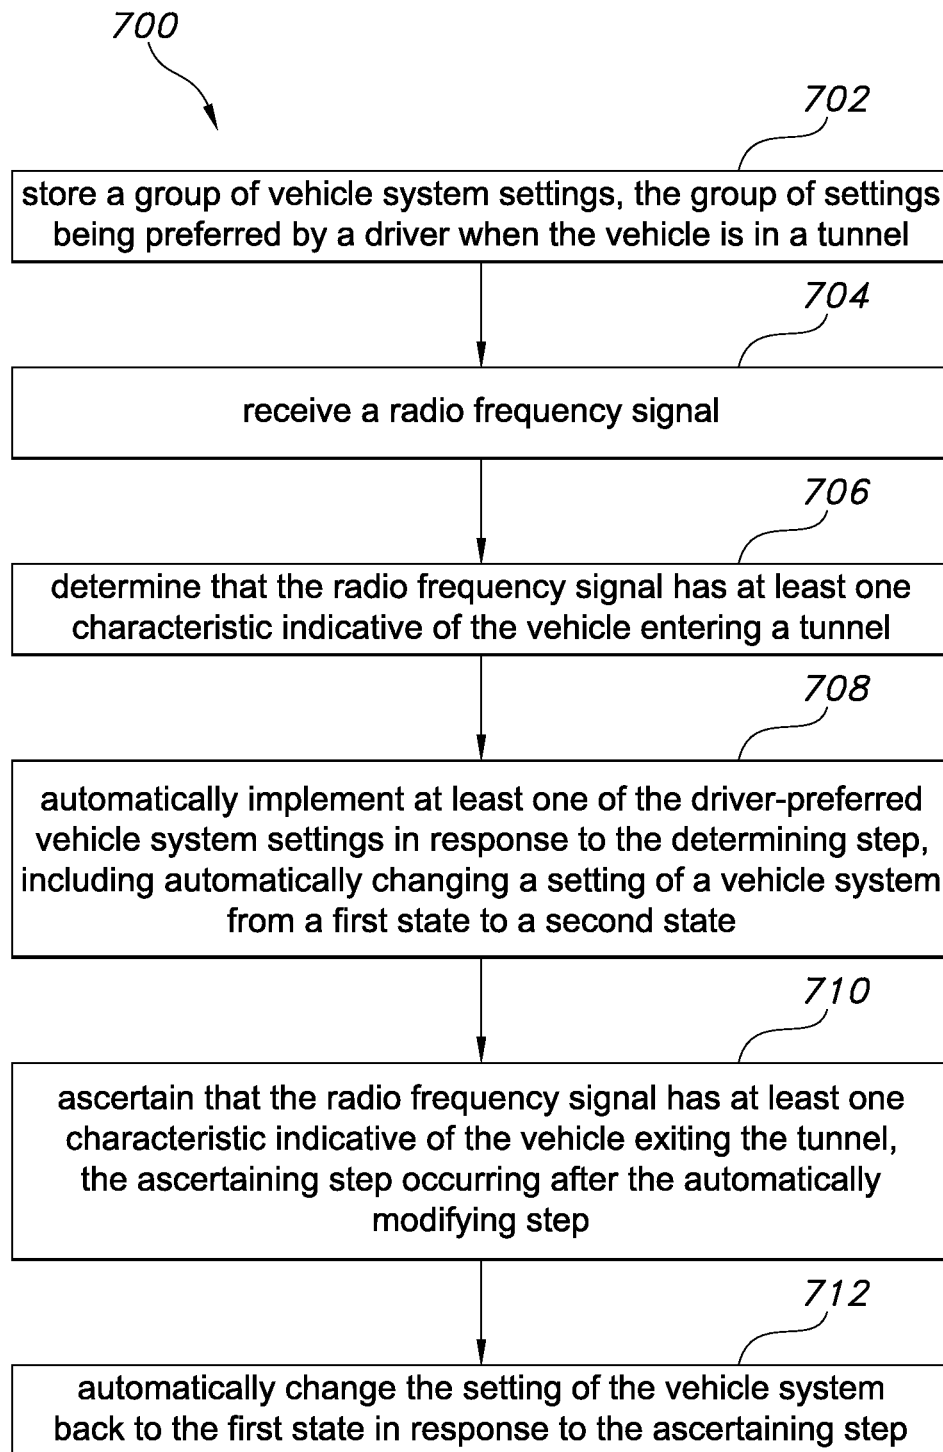 700
702
store a group of vehicle system settings, the group of settings
being preferred by a driver when the vehicle is in a tunnel
704
receive a radio frequency signal
706
determine that the radio frequency signal has at least one
characteristic indicative of the vehicle entering a tunnel
708
automatically implement at least one of the driver-preferred
vehicle system settings in response to the determining step,
including automatically changing a setting of a vehicle system
from a first state to a second state
710
ascertain that the radio frequency signal has at least one
characteristic indicative of the vehicle exiting the tunnel,
the ascertaining step occurring after the automatically
modifying step
712
automatically change the setting of the vehicle system
back to the first state in response to the ascertaining step